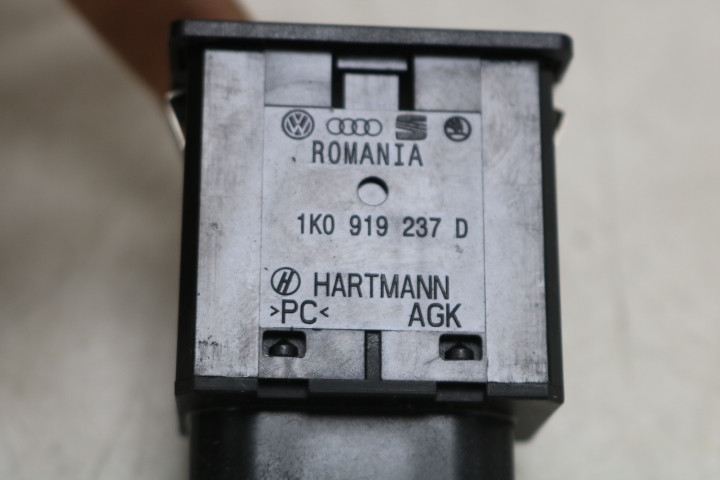 ROMANIA
1K0 919 237 D
HARTMANN
>PC< AGK